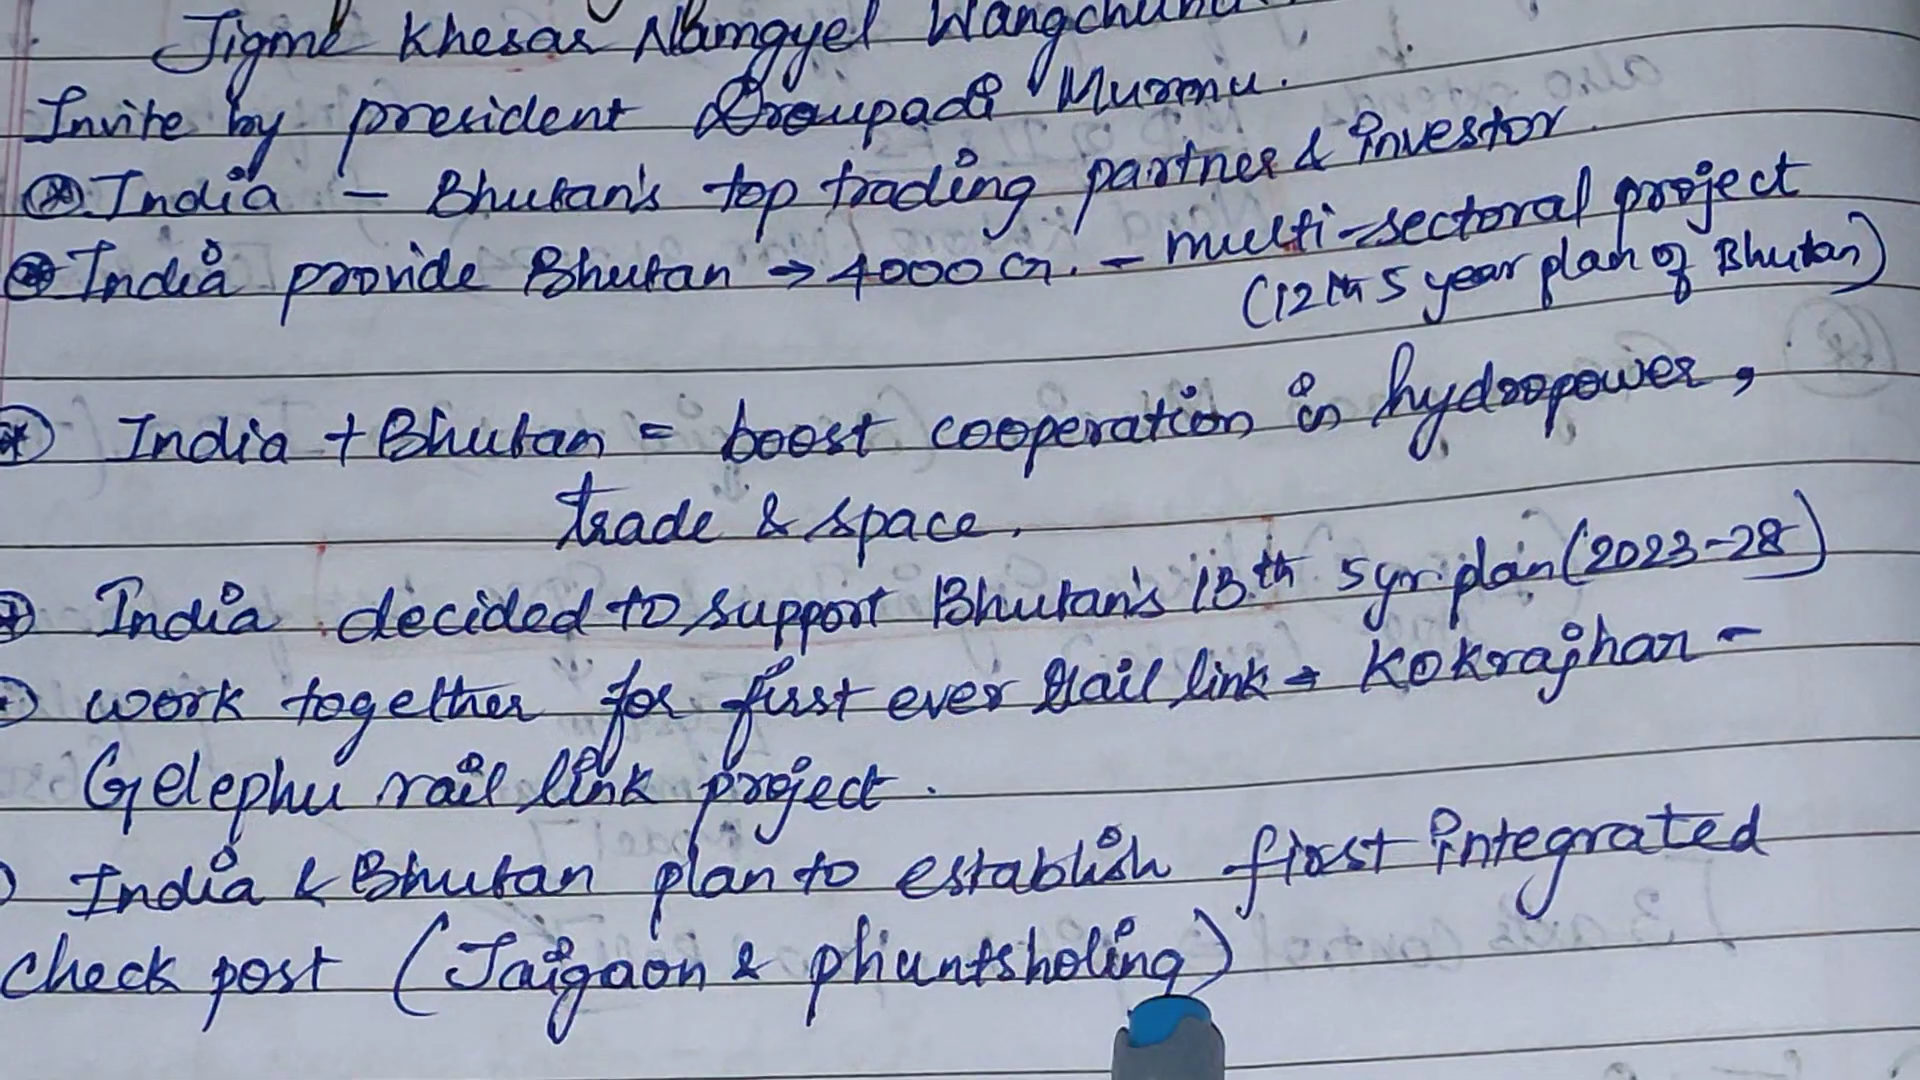 Jigme Khesar Namgyel Wangchuk
Invite by president Droupadi Murmu.
India - Bhutan's top trading partner & investor.
India provide Bhutan → 4000 cr. - multi-sectoral project
(12th 5 year plan of Bhutan)
India + Bhutan = boost cooperation in hydropower,
trade & space.
India decided to support Bhutan's 13th 5yr plan (2023-28)
work together for first ever rail link → Kokrajhar -
Gelephu rail link project.
India & Bhutan plan to establish first integrated
check post (Jaigaon & phuntsholing)